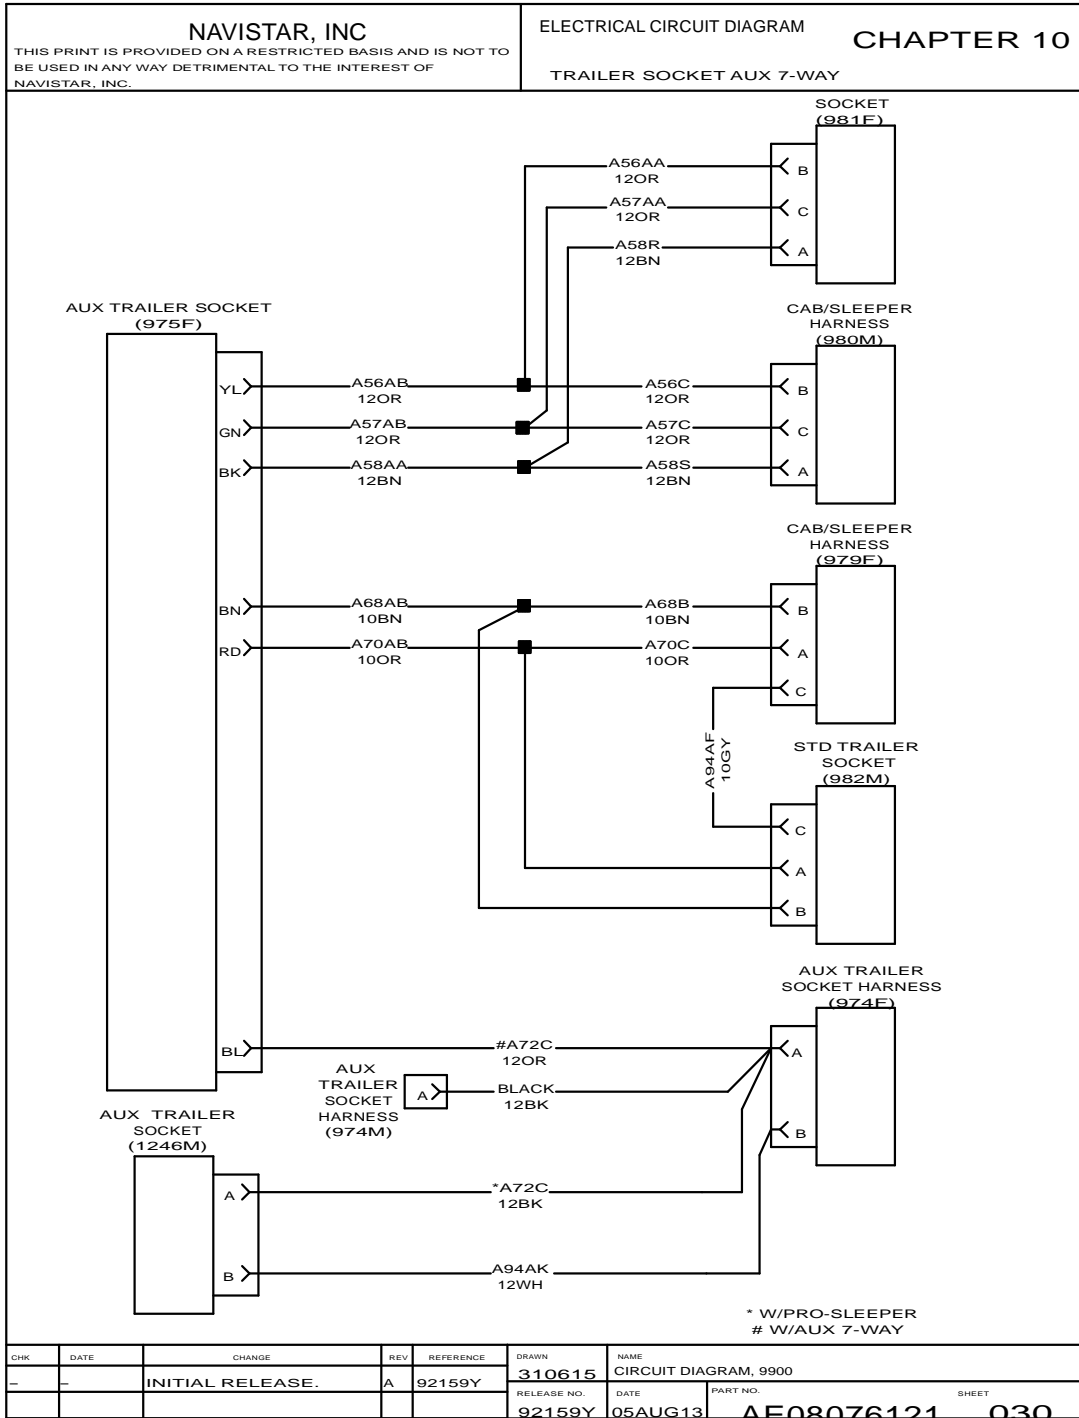 NAVISTAR, INC
THIS PRINT IS PROVIDED ON A RESTRICTED BASIS AND IS NOT TO
BE USED IN ANY WAY DETRIMENTAL TO THE INTEREST OF
NAVISTAR, INC.
ELECTRICAL CIRCUIT DIAGRAM
CHAPTER 10
TRAILER SOCKET AUX 7-WAY
SOCKET
(981F)
A56AA
12OR
B
A57AA
12OR
C
A58R
12BN
A
AUX TRAILER SOCKET
(975F)
CAB/SLEEPER
HARNESS
(980M)
YL
A56AB
12OR
A56C
12OR
B
GN
A57AB
12OR
A57C
12OR
C
BK
A58AA
12BN
A58S
12BN
A
CAB/SLEEPER
HARNESS
(979F)
BN
A68AB
10BN
A68B
10BN
B
RD
A70AB
10OR
A70C
10OR
A
C
A94AF
10GY
STD TRAILER
SOCKET
(982M)
C
A
B
AUX TRAILER
SOCKET HARNESS
(974F)
BL
#A72C
12OR
A
AUX
TRAILER
SOCKET
HARNESS
(974M)
A
BLACK
12BK
B
AUX TRAILER
SOCKET
(1246M)
A
*A72C
12BK
B
A94AK
12WH
* W/PRO-SLEEPER
# W/AUX 7-WAY
CHK DATE CHANGE REV REFERENCE
– – INITIAL RELEASE. A 92159Y
DRAWN
310615
NAME
CIRCUIT DIAGRAM, 9900
RELEASE NO.
92159Y
DATE
05AUG13
PART NO.
AE08076121
SHEET
030